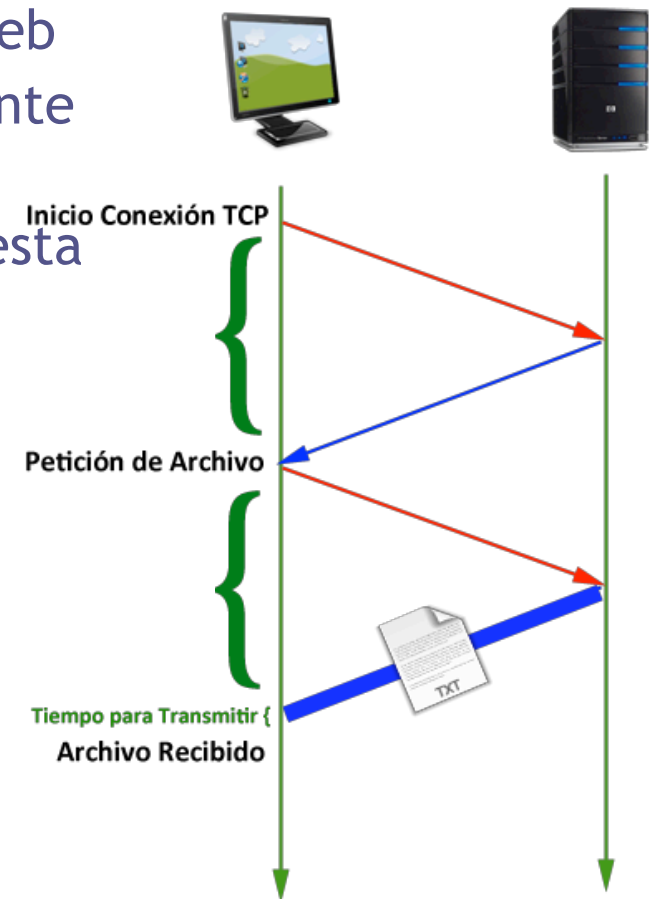 eb
nte
esta
Inicio Conexión TCP
Petición de Archivo
TXT
Tiempo para Transmitir {
Archivo Recibido